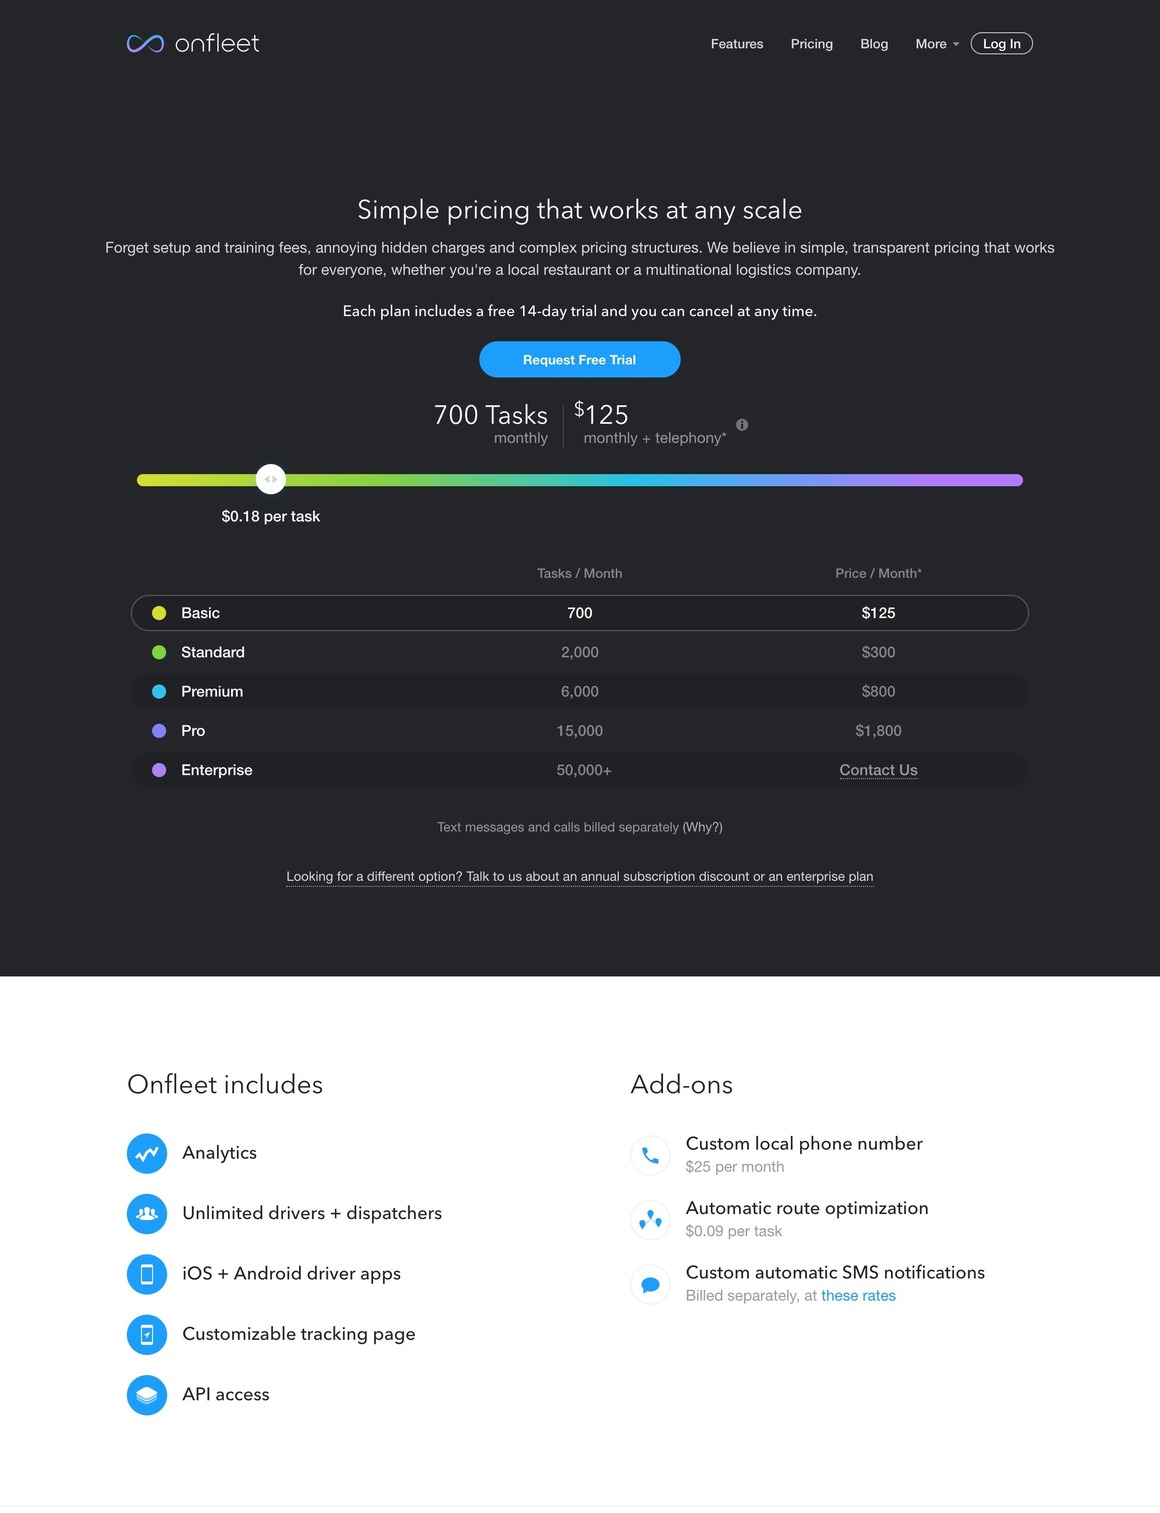 onfleet
Features Pricing Blog More Log In
Simple pricing that works at any scale
Forget setup and training fees, annoying hidden charges and complex pricing structures. We believe in simple, transparent pricing that works
for everyone, whether you're a local restaurant or a multinational logistics company.
Each plan includes a free 14-day trial and you can cancel at any time.
Request Free Trial
700 Tasks $125
monthly monthly + telephony*
$0.18 per task
Tasks / Month Price / Month*
Basic 700 $125
Standard 2,000 $300
Premium 6,000 $800
Pro 15,000 $1,800
Enterprise 50,000+ Contact Us
Text messages and calls billed separately (Why?)
Looking for a different option? Talk to us about an annual subscription discount or an enterprise plan
Onfleet includes
Analytics
Unlimited drivers + dispatchers
iOS + Android driver apps
Customizable tracking page
API access
Add-ons
Custom local phone number
$25 per month
Automatic route optimization
$0.09 per task
Custom automatic SMS notifications
Billed separately, at these rates